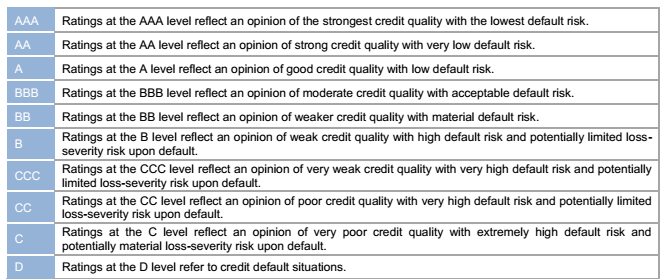 AAA Ratings at the AAA level reflect an opinion of the strongest credit quality with the lowest default risk.
AA Ratings at the AA level reflect an opinion of strong credit quality with very low default risk.
A Ratings at the A level reflect an opinion of good credit quality with low default risk.
BBB Ratings at the BBB level reflect an opinion of moderate credit quality with acceptable default risk.
BB Ratings at the BB level reflect an opinion of weaker credit quality with material default risk.
B Ratings at the B level reflect an opinion of weak credit quality with high default risk and potentially limited loss-
severity risk upon default.
CCC Ratings at the CCC level reflect an opinion of very weak credit quality with very high default risk and potentially
limited loss-severity risk upon default.
CC Ratings at the CC level reflect an opinion of poor credit quality with very high default risk and potentially limited
loss-severity risk upon default.
C Ratings at the C level reflect an opinion of very poor credit quality with extremely high default risk and
potentially material loss-severity risk upon default.
D Ratings at the D level refer to credit default situations.